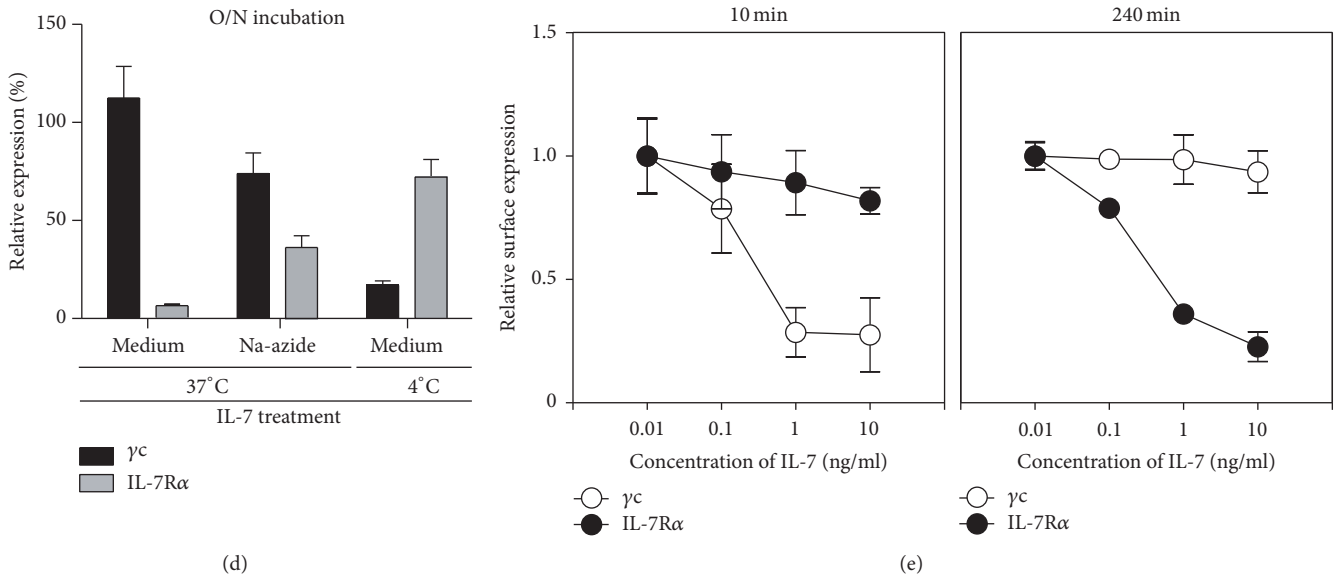 O/N incubation
Relative expression (%)
150
100
50
0
Medium Na-azide Medium
37°C 4°C
IL-7 treatment
γc
IL-7Rα
(d)
10 min 240 min
Relative surface expression
1.5
1.0
0.5
0
0.01 0.1 1 10 0.01 0.1 1 10
Concentration of IL-7 (ng/ml) Concentration of IL-7 (ng/ml)
γc γc
IL-7Rα IL-7Rα
(e)